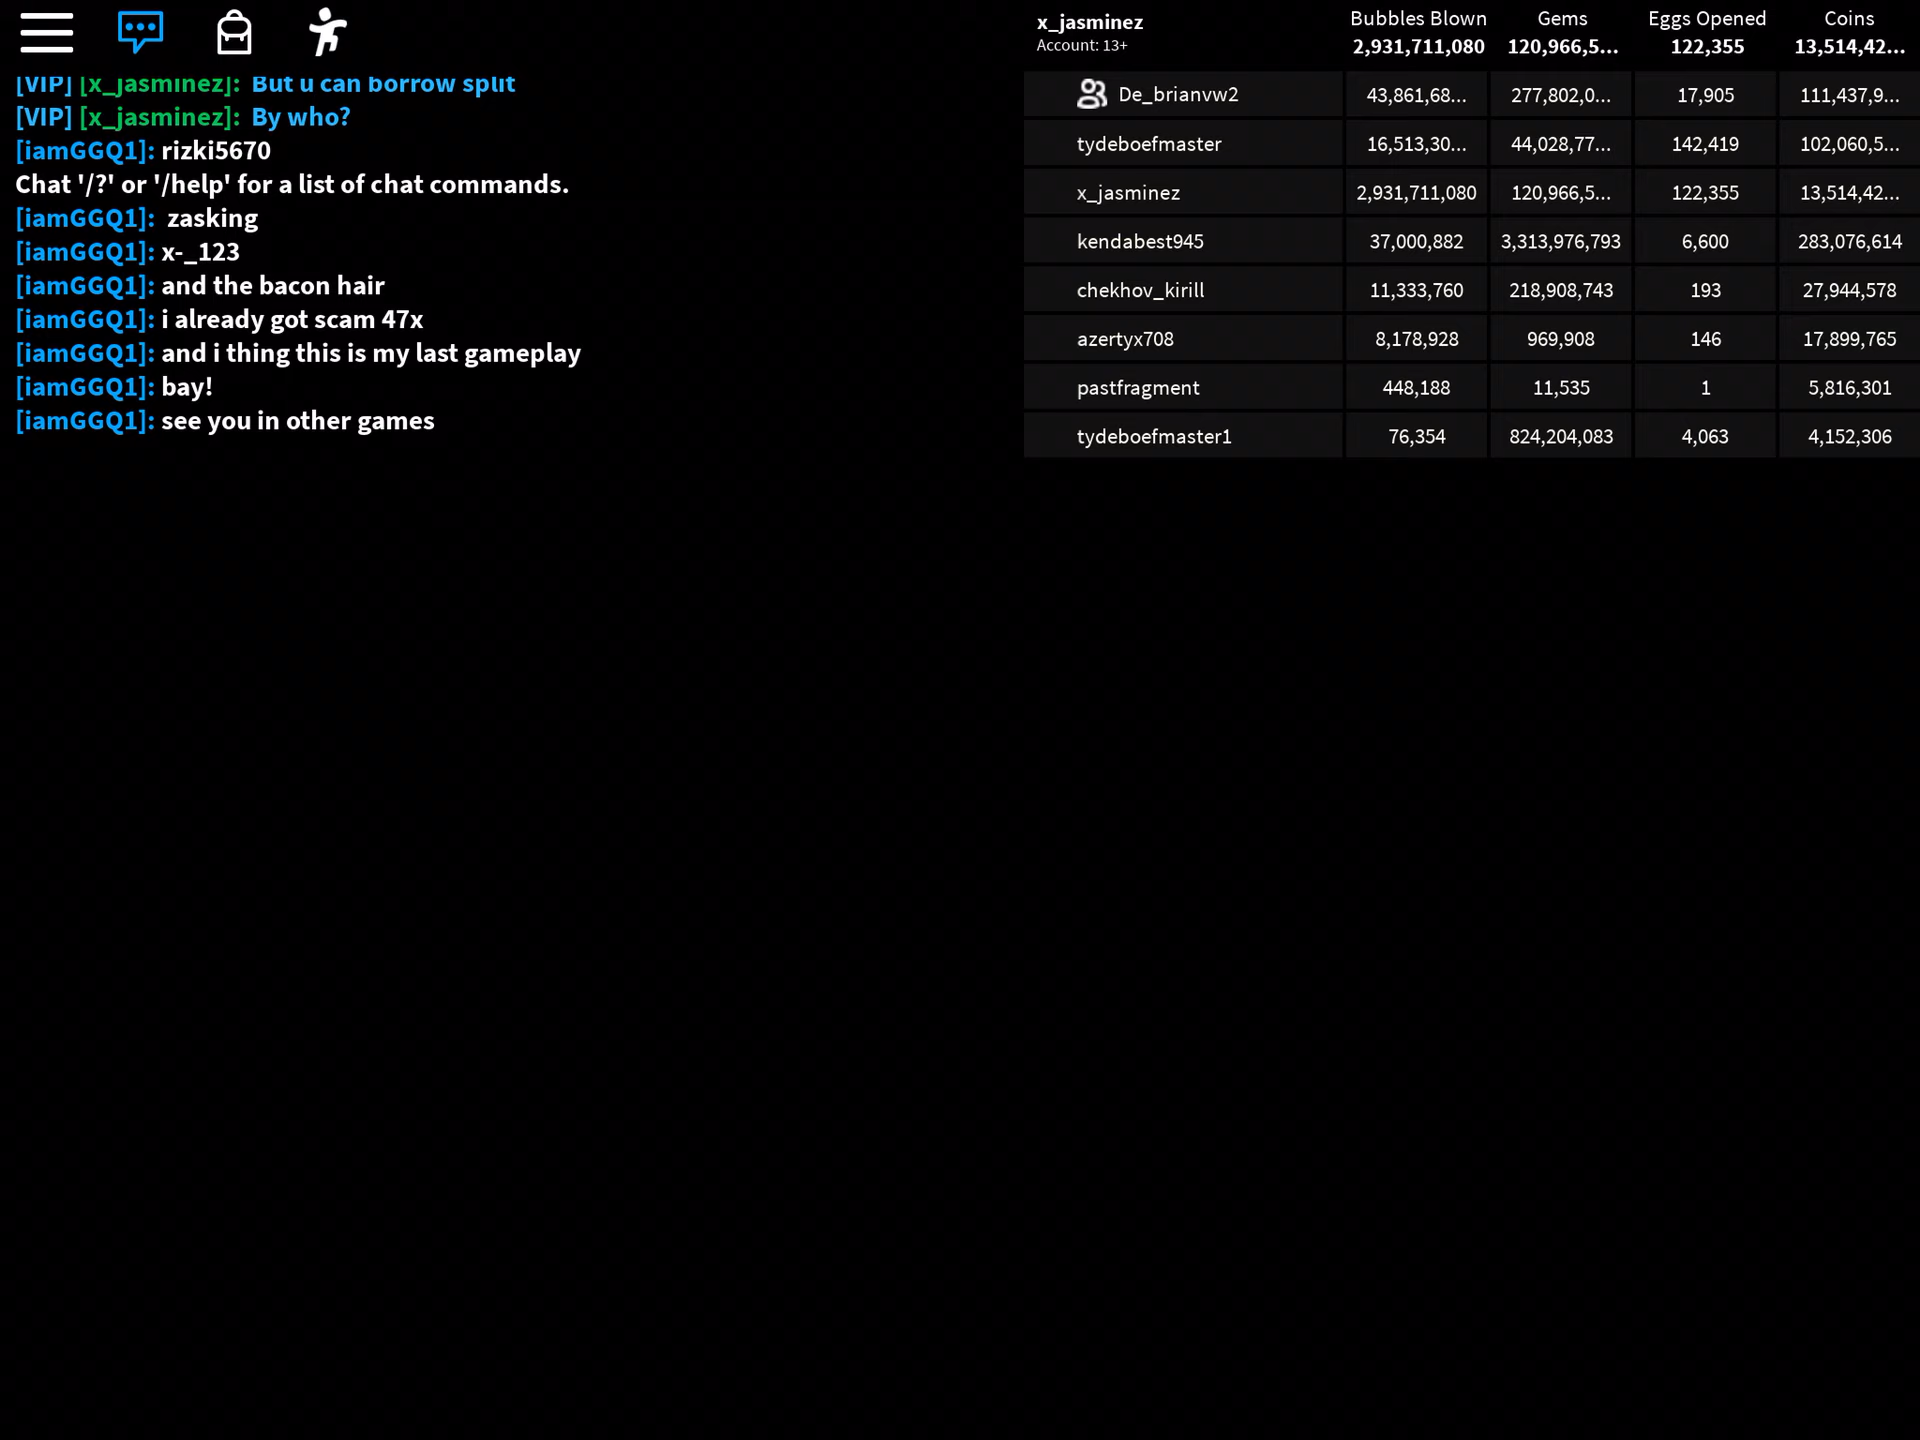 [VIP] [x_jasminez]: But u can borrow split
[VIP] [x_jasminez]: By who?
[iamGGQ1]: rizki5670
Chat '/?' or '/help' for a list of chat commands.
[iamGGQ1]: zasking
[iamGGQ1]: x-_123
[iamGGQ1]: and the bacon hair
[iamGGQ1]: i already got scam 47x
[iamGGQ1]: and i thing this is my last gameplay
[iamGGQ1]: bay!
[iamGGQ1]: see you in other games
x_jasminez Bubbles Blown Gems Eggs Opened Coins
Account: 13+ 2,931,711,080 120,966,5... 122,355 13,514,42...
De_brianvw2 43,861,68... 277,802,0... 17,905 111,437,9...
tydeboefmaster 16,513,30... 44,028,77... 142,419 102,060,5...
x_jasminez 2,931,711,080 120,966,5... 122,355 13,514,42...
kendabest945 37,000,882 3,313,976,793 6,600 283,076,614
chekhov_kirill 11,333,760 218,908,743 193 27,944,578
azertyx708 8,178,928 969,908 146 17,899,765
pastfragment 448,188 11,535 1 5,816,301
tydeboefmaster1 76,354 824,204,083 4,063 4,152,306